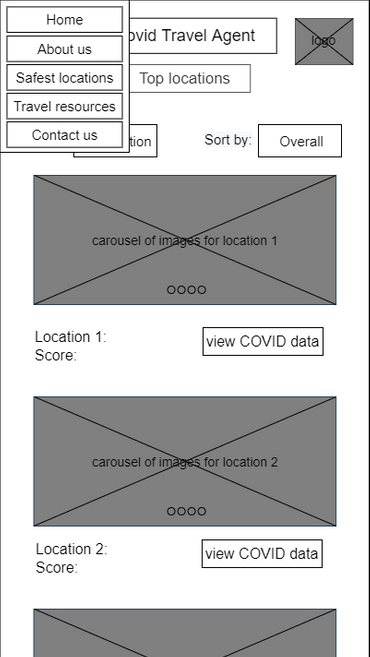 Home
About us
Safest locations
Travel resources
Contact us
ovid Travel Agent
logo
Top locations
tion
Sort by:
Overall
carousel of images for location 1
Location 1:
Score:
view COVID data
carousel of images for location 2
Location 2:
Score:
view COVID data